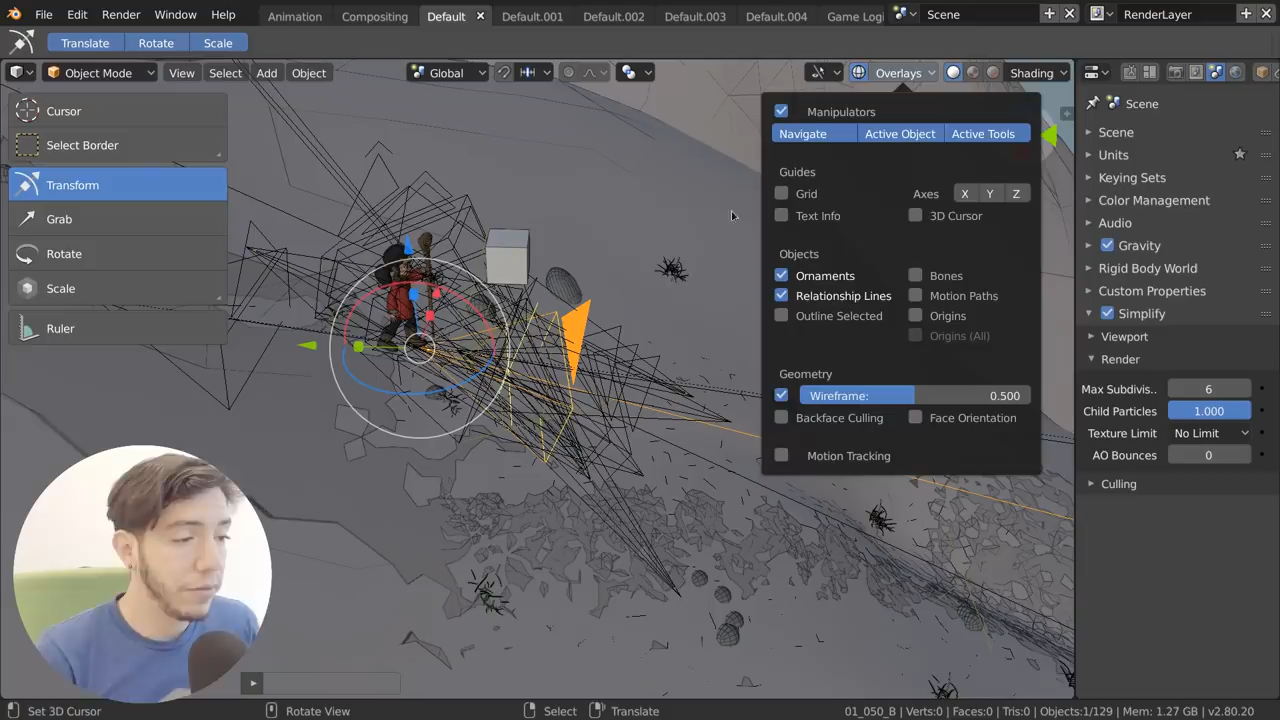 File Edit Render Window Help Animation Compositing Default Default.001 Default.002 Default.003 Default.004 Game Logi Scene RenderLayer
Translate Rotate Scale
Object Mode View Select Add Object Global Overlays Shading
Cursor
Select Border
Transform
Grab
Rotate
Scale
Ruler
Manipulators
Navigate Active Object Active Tools
Guides
Grid Axes X Y Z
Text Info 3D Cursor
Objects
Ornaments Bones
Relationship Lines Motion Paths
Outline Selected Origins
Origins (All)
Geometry
Wireframe: 0.500
Backface Culling Face Orientation
Motion Tracking
Scene
Scene
Units
Keying Sets
Color Management
Audio
Gravity
Rigid Body World
Custom Properties
Simplify
Viewport
Render
Max Subdivis.. 6
Child Particles 1.000
Texture Limit No Limit
AO Bounces 0
Culling
Set 3D Cursor Rotate View Select Translate 01_050_B | Verts:0 | Faces:0 | Tris:0 | Objects:1/129 | Mem: 1.27 GB | v2.80.20